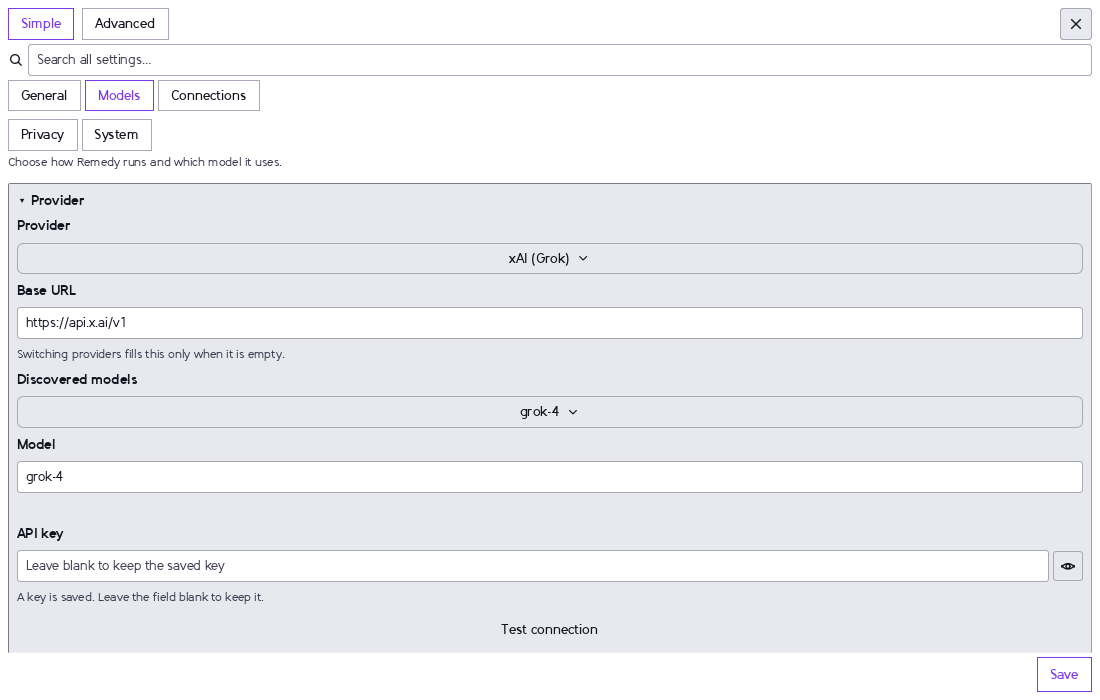 Simple Advanced
Search all settings...
General Models Connections
Privacy System
Choose how Remedy runs and which model it uses.
Provider
Provider
xAI (Grok)
Base URL
https://api.x.ai/v1
Switching providers fills this only when it is empty.
Discovered models
grok-4
Model
grok-4
API key
Leave blank to keep the saved key
A key is saved. Leave the field blank to keep it.
Test connection
Save